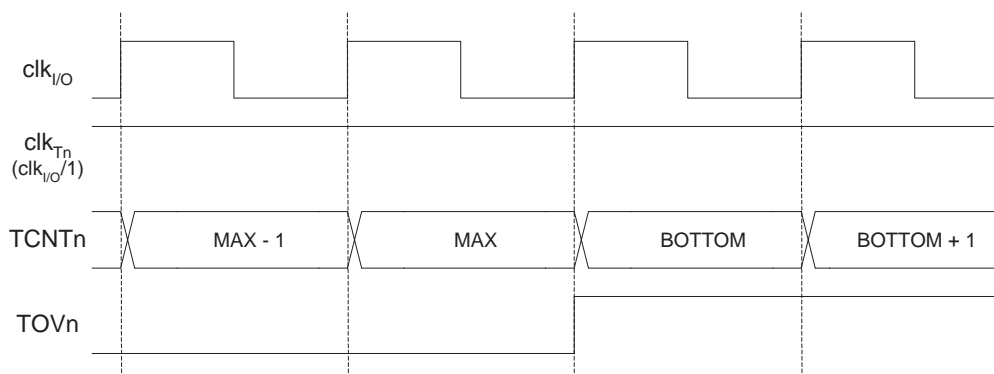 clkI/O
clkTn
(clkI/O/1)
TCNTn MAX - 1 MAX BOTTOM BOTTOM + 1
TOVn